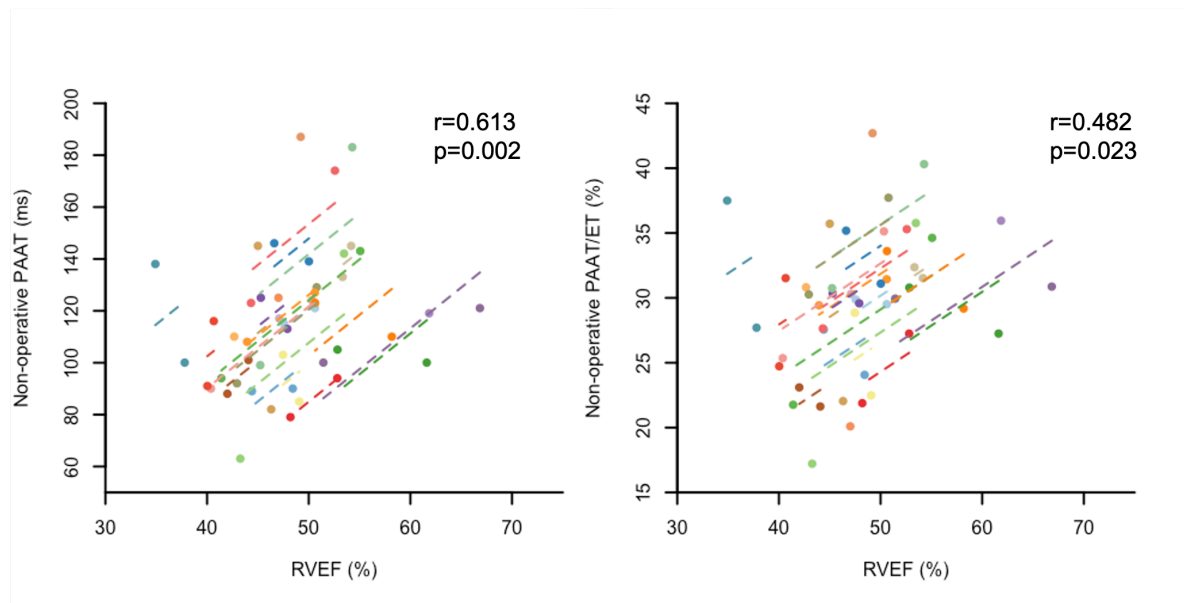 r=0.613
p=0.002
Non-operative PAAT (ms)
200
180
160
140
120
100
80
60
30 40 50 60 70
RVEF (%)
r=0.482
p=0.023
Non-operative PAAT/ET (%)
45
40
35
30
25
20
15
30 40 50 60 70
RVEF (%)